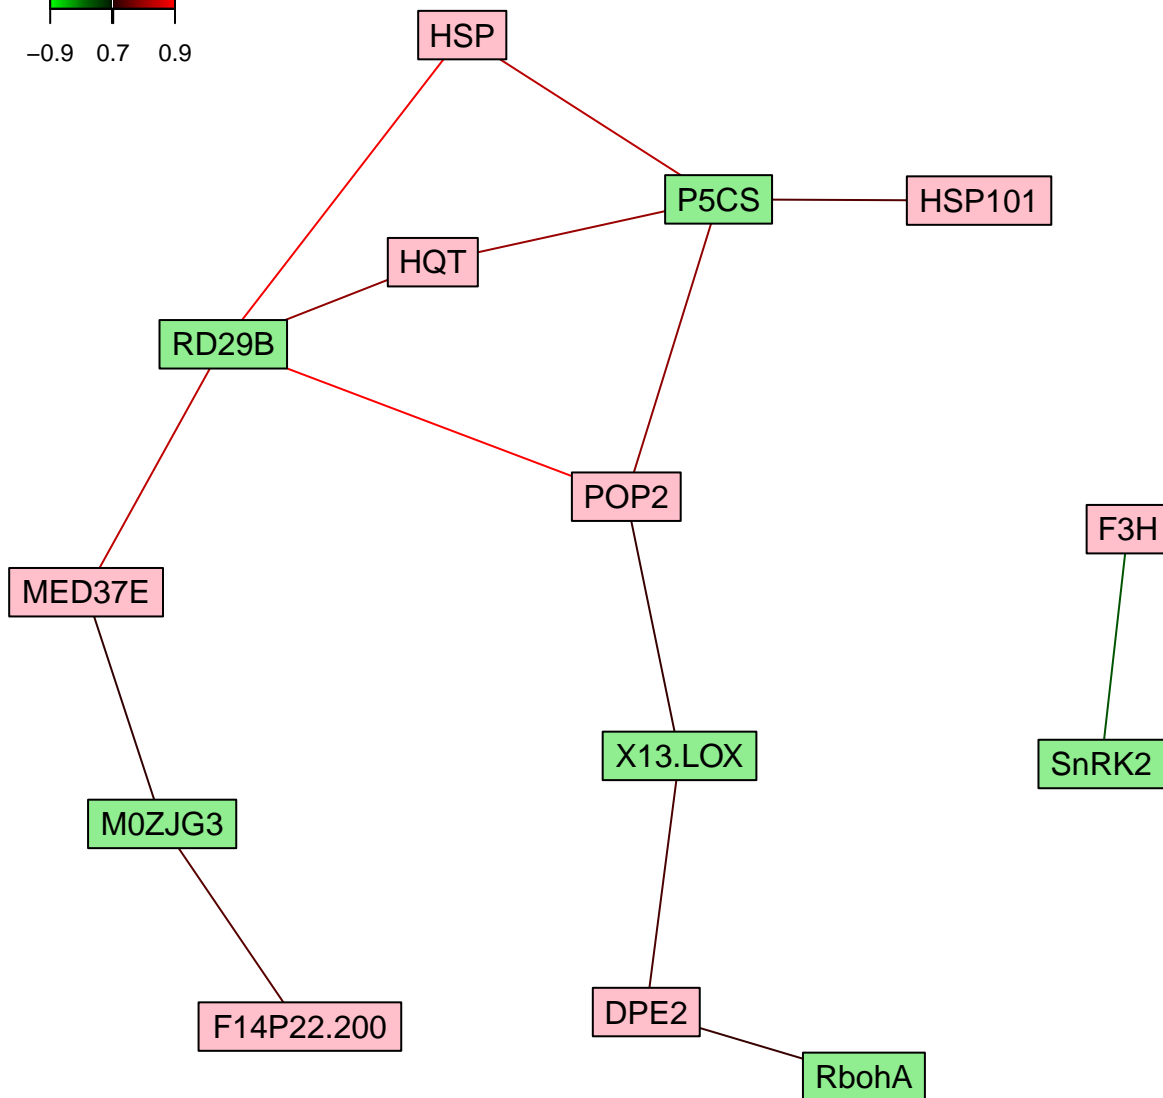 −0.9 0.7 0.9
HSP
P5CS
HSP101
HQT
RD29B
POP2
F3H
MED37E
X13.LOX
SnRK2
M0ZJG3
DPE2
F14P22.200
RbohA